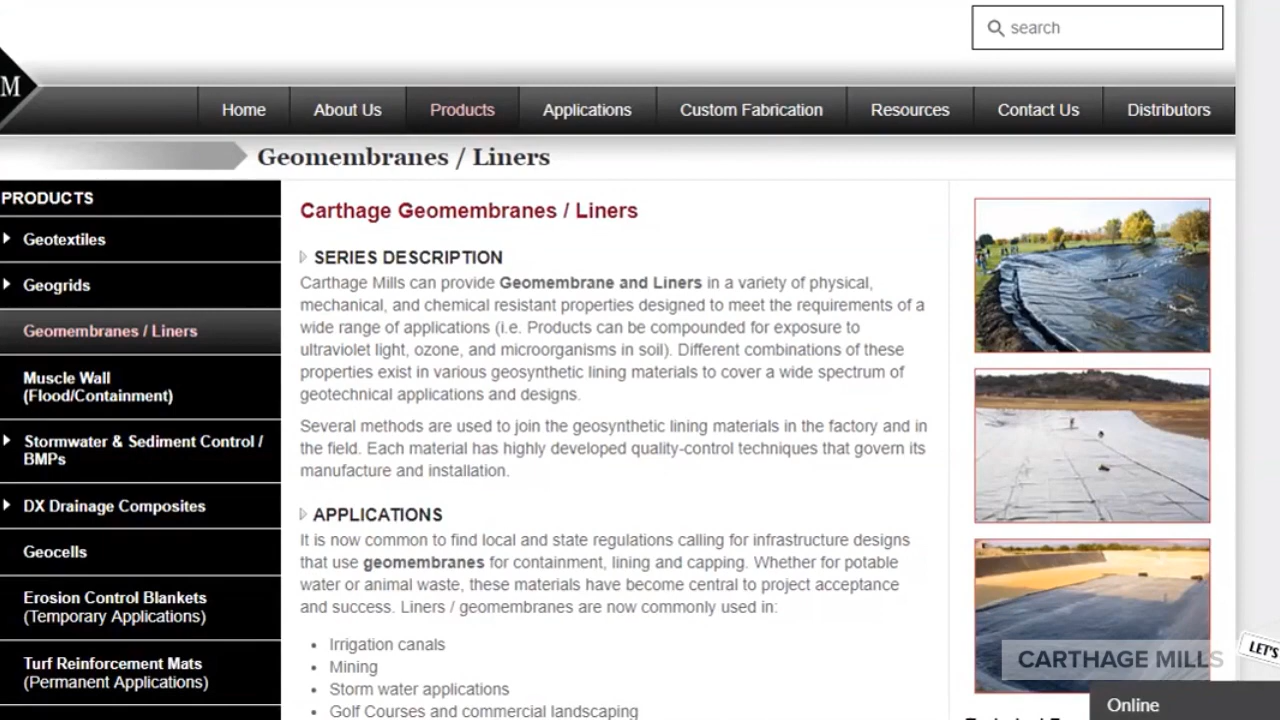 search
M
Home
About Us
Products
Applications
Custom Fabrication
Resources
Contact Us
Distributors
Geomembranes / Liners
PRODUCTS
Geotextiles
Geogrids
Geomembranes / Liners
Muscle Wall
(Flood/Containment)
Stormwater & Sediment Control /
BMPs
DX Drainage Composites
Geocells
Erosion Control Blankets
(Temporary Applications)
Turf Reinforcement Mats
(Permanent Applications)
Carthage Geomembranes / Liners
SERIES DESCRIPTION
Carthage Mills can provide Geomembrane and Liners in a variety of physical,
mechanical, and chemical resistant properties designed to meet the requirements of a
wide range of applications (i.e. Products can be compounded for exposure to
ultraviolet light, ozone, and microorganisms in soil). Different combinations of these
properties exist in various geosynthetic lining materials to cover a wide spectrum of
geotechnical applications and designs.
Several methods are used to join the geosynthetic lining materials in the factory and in
the field. Each material has highly developed quality-control techniques that govern its
manufacture and installation.
APPLICATIONS
It is now common to find local and state regulations calling for infrastructure designs
that use geomembranes for containment, lining and capping. Whether for potable
water or animal waste, these materials have become central to project acceptance
and success. Liners / geomembranes are now commonly used in:
• Irrigation canals
• Mining
• Storm water applications
• Golf Courses and commercial landscaping
CARTHAGE MILLS
LET'S
Online